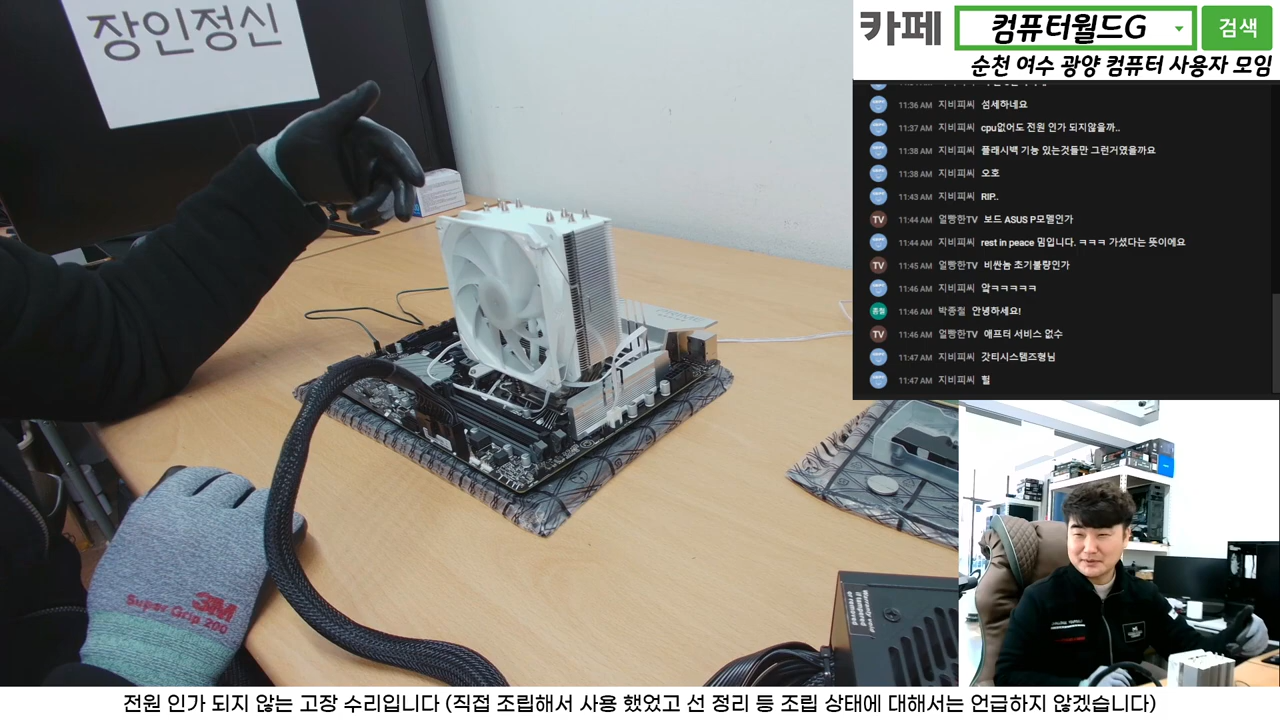 장인정신
카페 컴퓨터월드G 검색
순천 여수 광양 컴퓨터 사용자 모임
11:36 AM 지비피씨 섬세하네요
11:37 AM 지비피씨 cpu없어도 전원 인가 되지않을까..
11:38 AM 지비피씨 플래시백 기능 있는것들만 그런거였을까요
11:38 AM 지비피씨 오호
11:43 AM 지비피씨 RIP..
TV 11:44 AM 얼빵한TV 보드 ASUS P모델인가
11:44 AM 지비피씨 rest in peace 밈입니다. ㅋㅋㅋ 가셨다는 뜻이에요
TV 11:45 AM 얼빵한TV 비싼놈 초기불량인가
11:46 AM 지비피씨 앜ㅋㅋㅋㅋㅋ
종철 11:46 AM 박종철 안녕하세요!
TV 11:46 AM 얼빵한TV 애프터 서비스 없수
11:47 AM 지비피씨 갓티시스템즈형님
11:47 AM 지비피씨 헐
3M
Super Grip 200
Warranty void
if tampered
or removed
전원 인가 되지 않는 고장 수리입니다 (직접 조립해서 사용 했었고 선 정리 등 조립 상태에 대해서는 언급하지 않겠습니다)